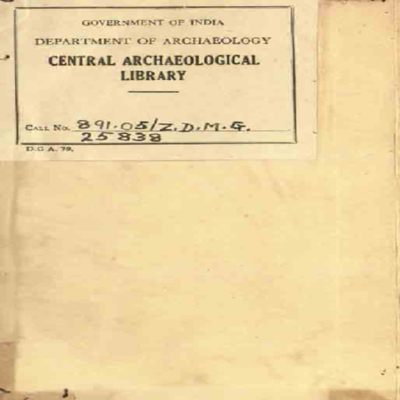 GOVERNMENT OF INDIA
DEPARTMENT OF ARCHAEOLOGY
CENTRAL ARCHAEOLOGICAL
LIBRARY
CALL No. 891.05/Z.D.M.G.
25838
D.G A. 79.